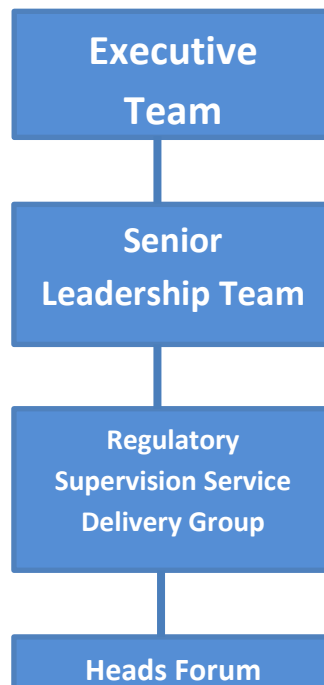 Executive
Team
Senior
Leadership Team
Regulatory
Supervision Service
Delivery Group
Heads Forum